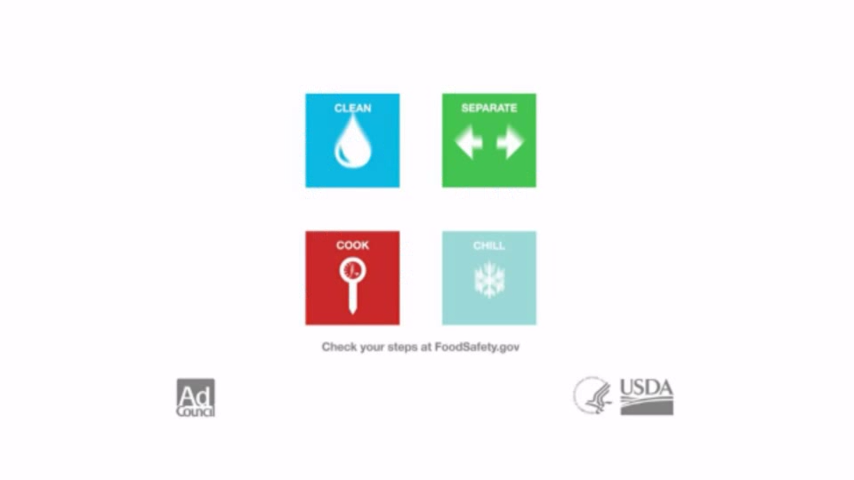 CLEAN
SEPARATE
COOK
CHILL
Check your steps at FoodSafety.gov
Ad
Council
USDA